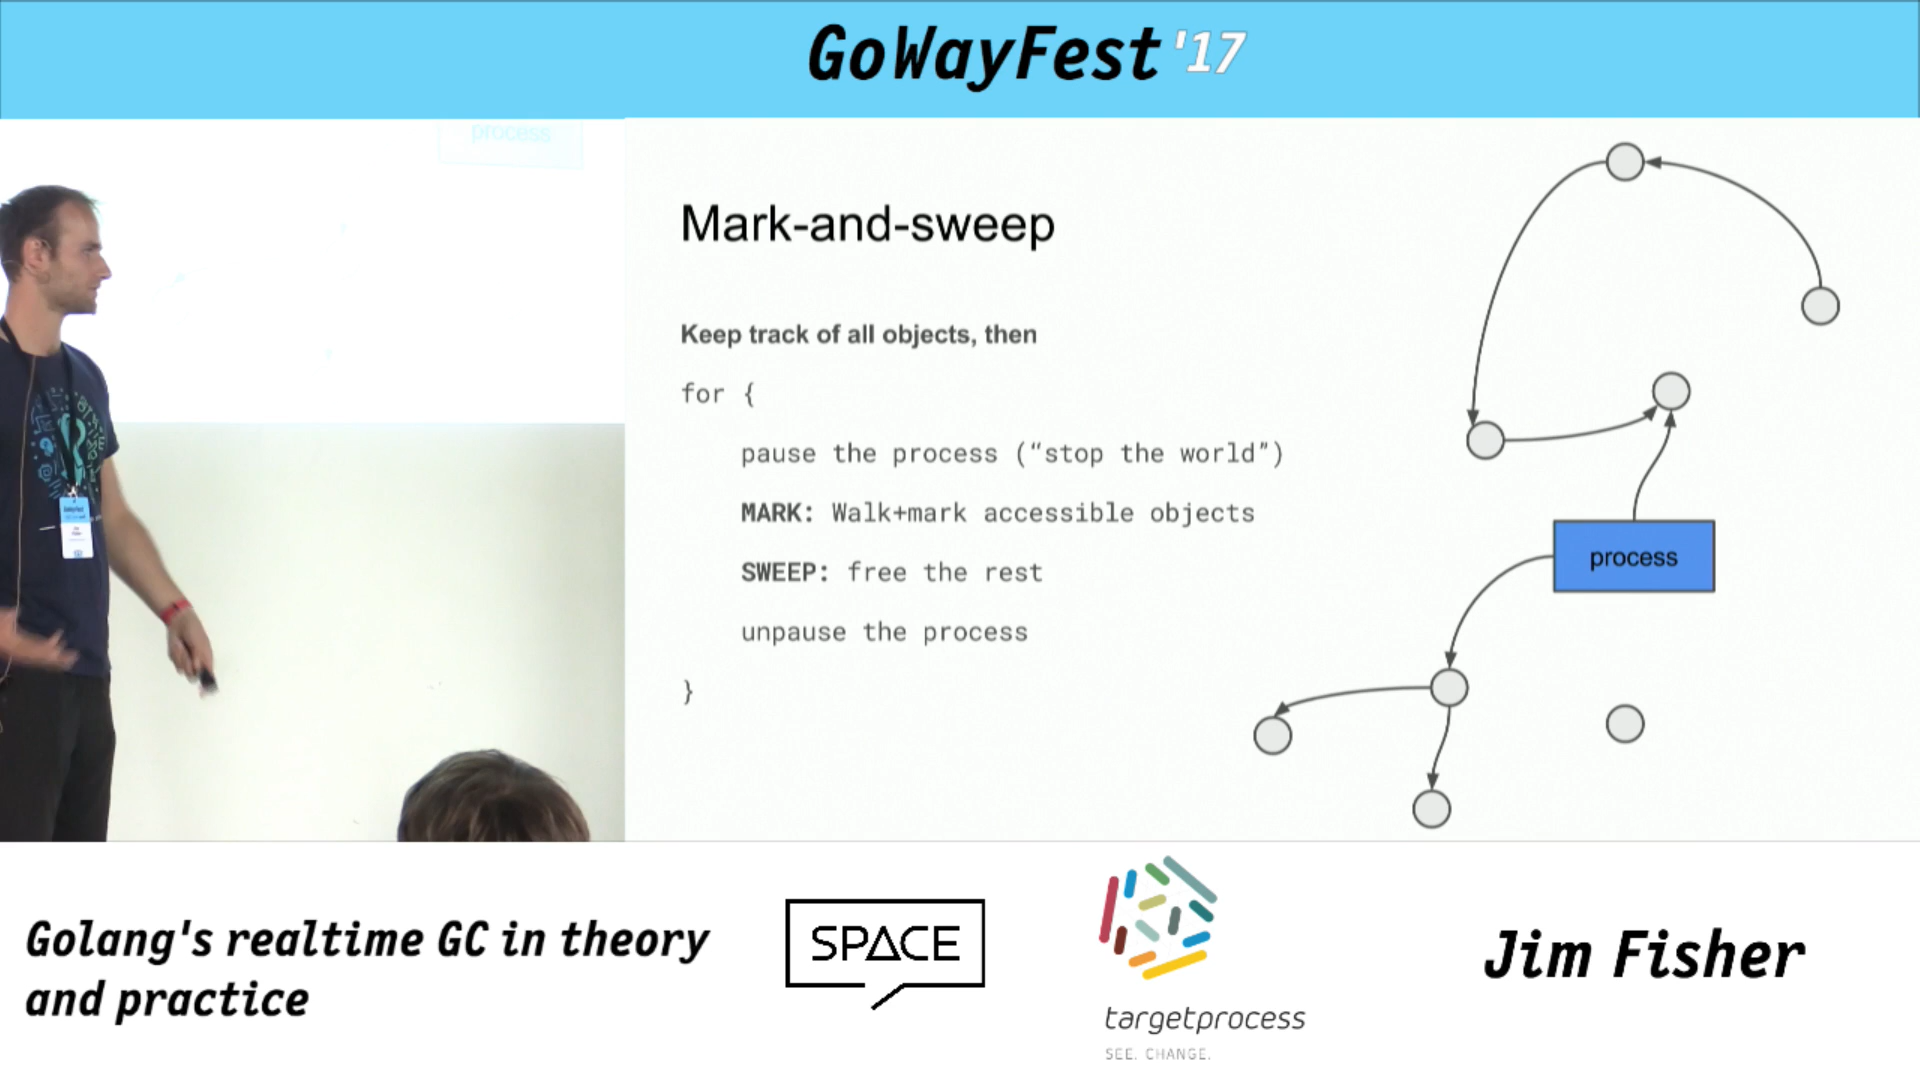 GoWayFest '17
process
Mark-and-sweep
Keep track of all objects, then
for {
pause the process (“stop the world”)
MARK: Walk+mark accessible objects
SWEEP: free the rest
unpause the process
}
process
Golang's realtime GC in theory
and practice
SPACE
targetprocess
SEE. CHANGE.
Jim Fisher